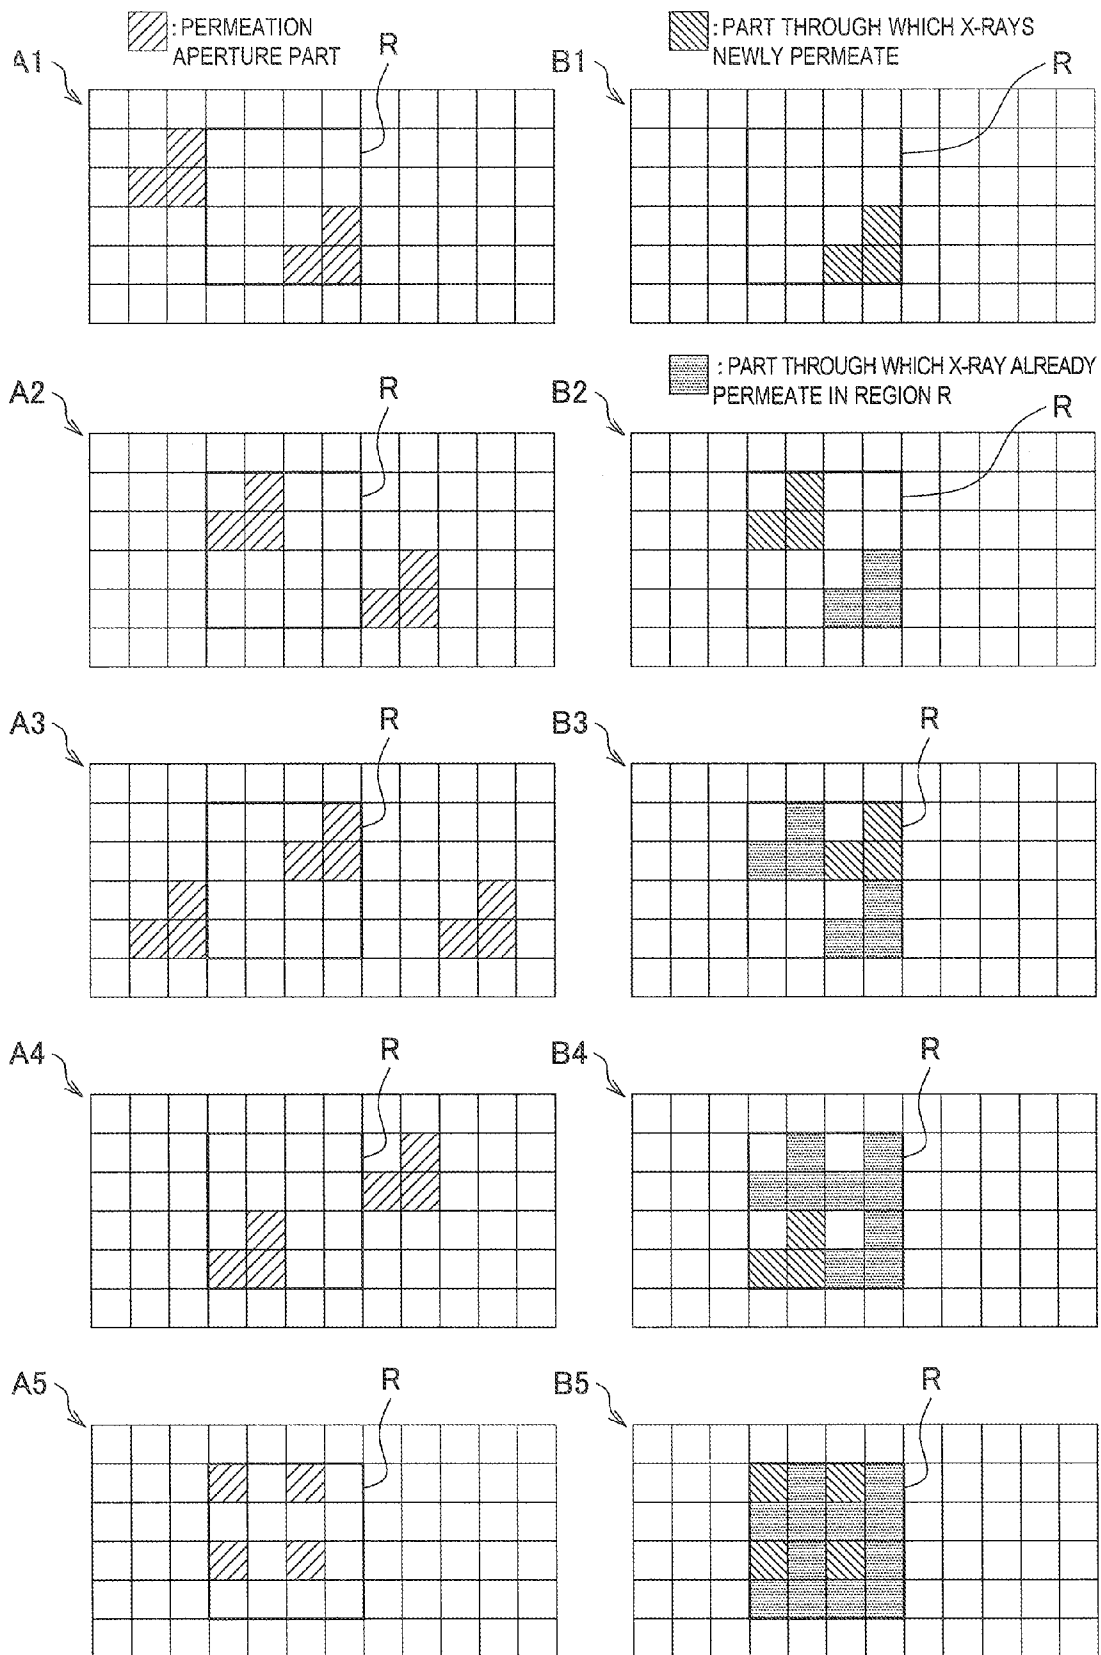 : PERMEATION
APERTURE PART
: PART THROUGH WHICH X-RAYS
NEWLY PERMEATE
A1
R
B1
R
: PART THROUGH WHICH X-RAY ALREADY
PERMEATE IN REGION R
A2
R
B2
R
A3
R
B3
R
A4
R
B4
R
A5
R
B5
R